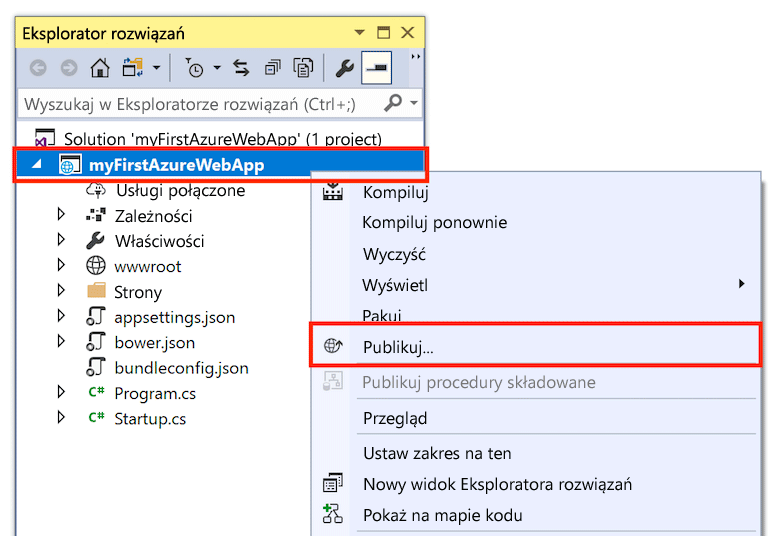 Eksplorator rozwiązań
Wyszukaj w Eksploratorze rozwiązań (Ctrl+;)
Solution 'myFirstAzureWebApp' (1 project)
myFirstAzureWebApp
Usługi połączone
Zależności
Właściwości
wwwroot
Strony
appsettings.json
bower.json
bundleconfig.json
C# Program.cs
C# Startup.cs
Kompiluj
Kompiluj ponownie
Wyczyść
Wyświetl
Pakuj
Publikuj...
Publikuj procedury składowane
Przegląd
Ustaw zakres na ten
Nowy widok Eksploratora rozwiązań
Pokaż na mapie kodu